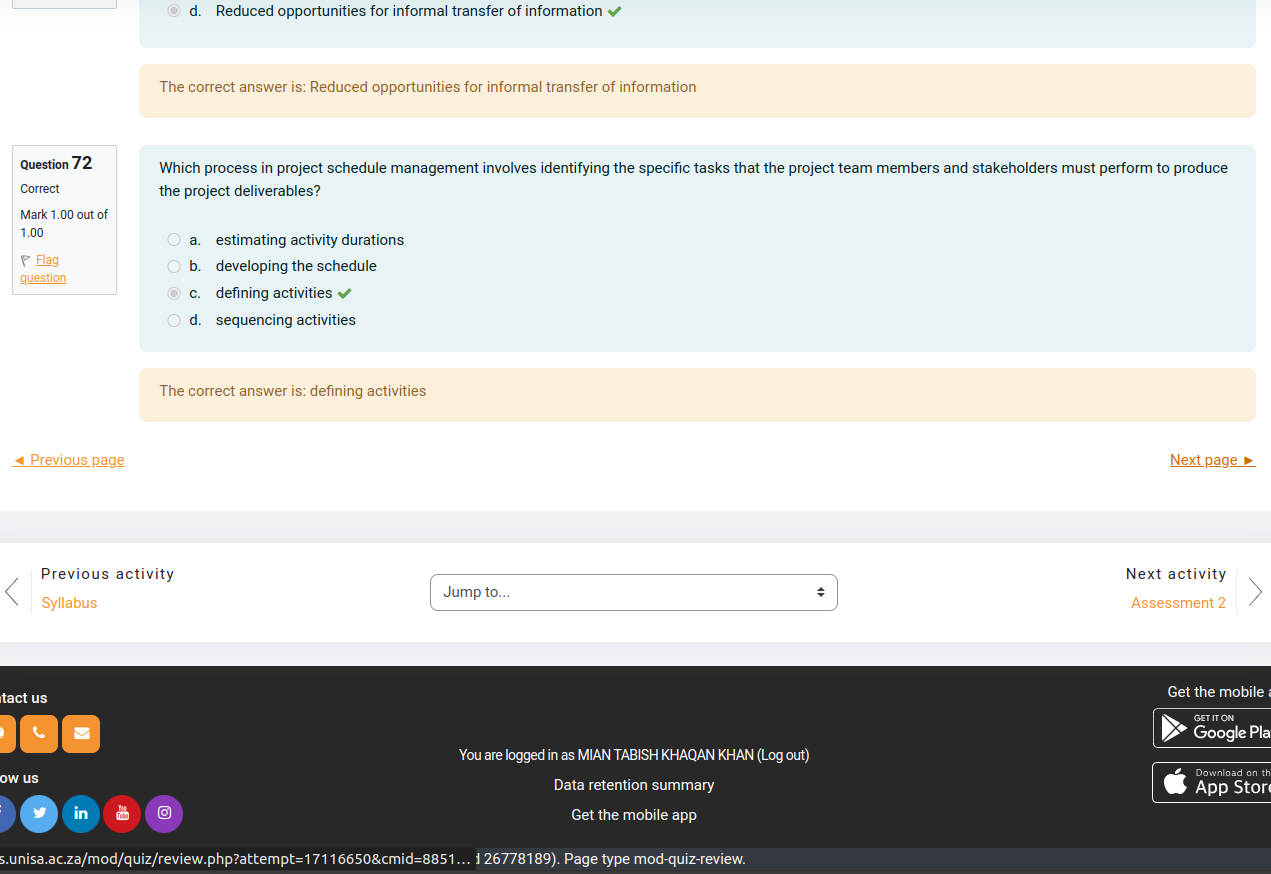 d. Reduced opportunities for informal transfer of information
The correct answer is: Reduced opportunities for informal transfer of information
Question 72
Correct
Mark 1.00 out of
1.00
Flag
question
Which process in project schedule management involves identifying the specific tasks that the project team members and stakeholders must perform to produce
the project deliverables?
a. estimating activity durations
b. developing the schedule
c. defining activities
d. sequencing activities
The correct answer is: defining activities
◄ Previous page
Next page ►
Previous activity
Syllabus
Jump to...
Next activity
Assessment 2
tact us
ow us
You are logged in as MIAN TABISH KHAQAN KHAN (Log out)
Data retention summary
Get the mobile app
Get the mobile a
GET IT ON
Google Pla
Download on th
App Store
s.unisa.ac.za/mod/quiz/review.php?attempt=17116650&cmid=8851... d 26778189). Page type mod-quiz-review.